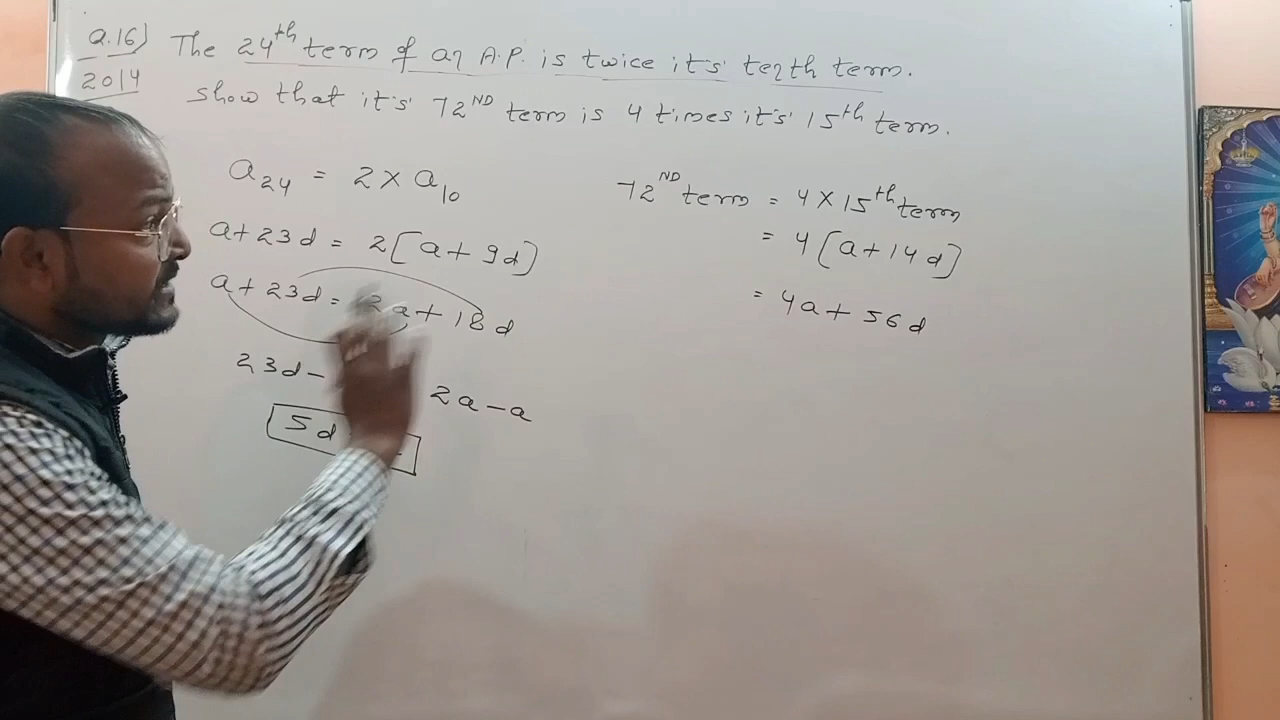 Q.16) The 24th term of an A.P. is twice it's tenth term.
2014
show that it's 72ND term is 4 times it's 15th term.
a24 = 2 × a10
a + 23d = 2[a + 9d)
a + 23d = 2a + 18d
23d - 2a - a
5d
72ND term = 4 × 15th term
= 4[a + 14d)
= 4a + 56d